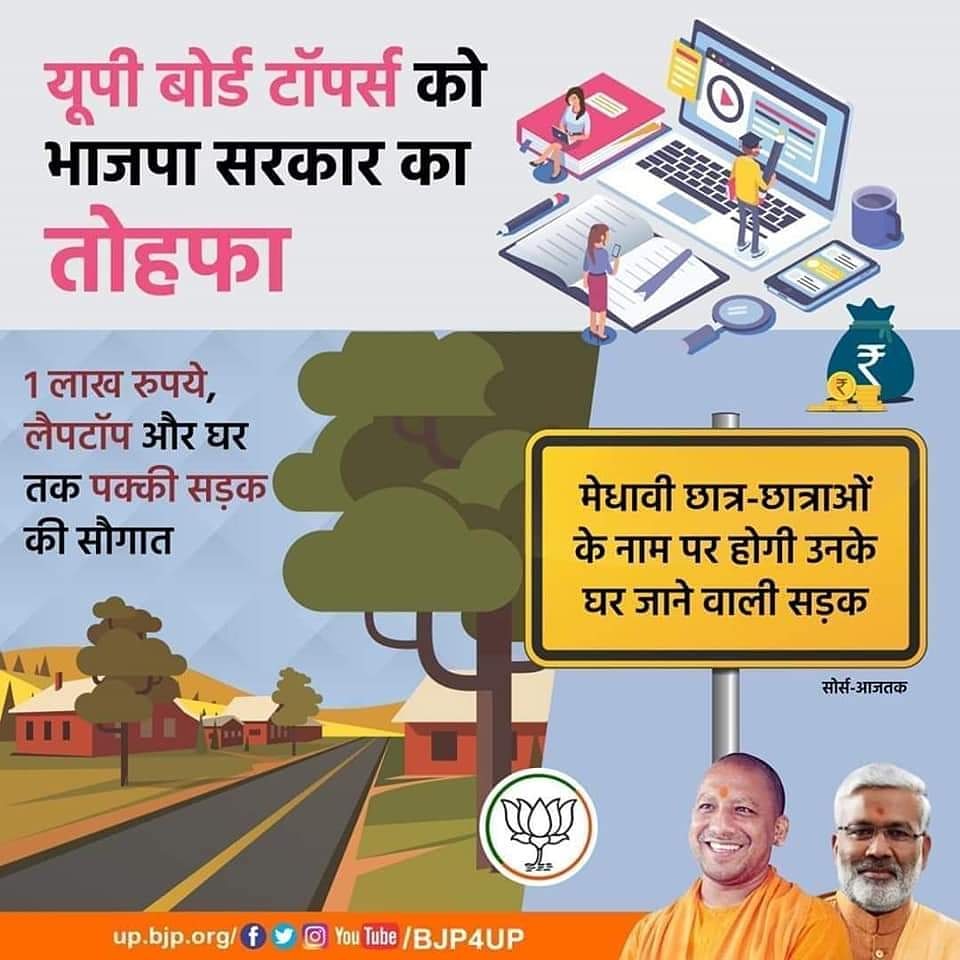 यूपी बोर्ड टॉपर्स को
भाजपा सरकार का
तोहफा
1 लाख रुपये,
लैपटॉप और घर
तक पक्की सड़क
की सौगात
₹
₹
मेधावी छात्र-छात्राओं
के नाम पर होगी उनके
घर जाने वाली सड़क
सोर्स-आजतक
up.bjp.org/ f You Tube /BJP4UP